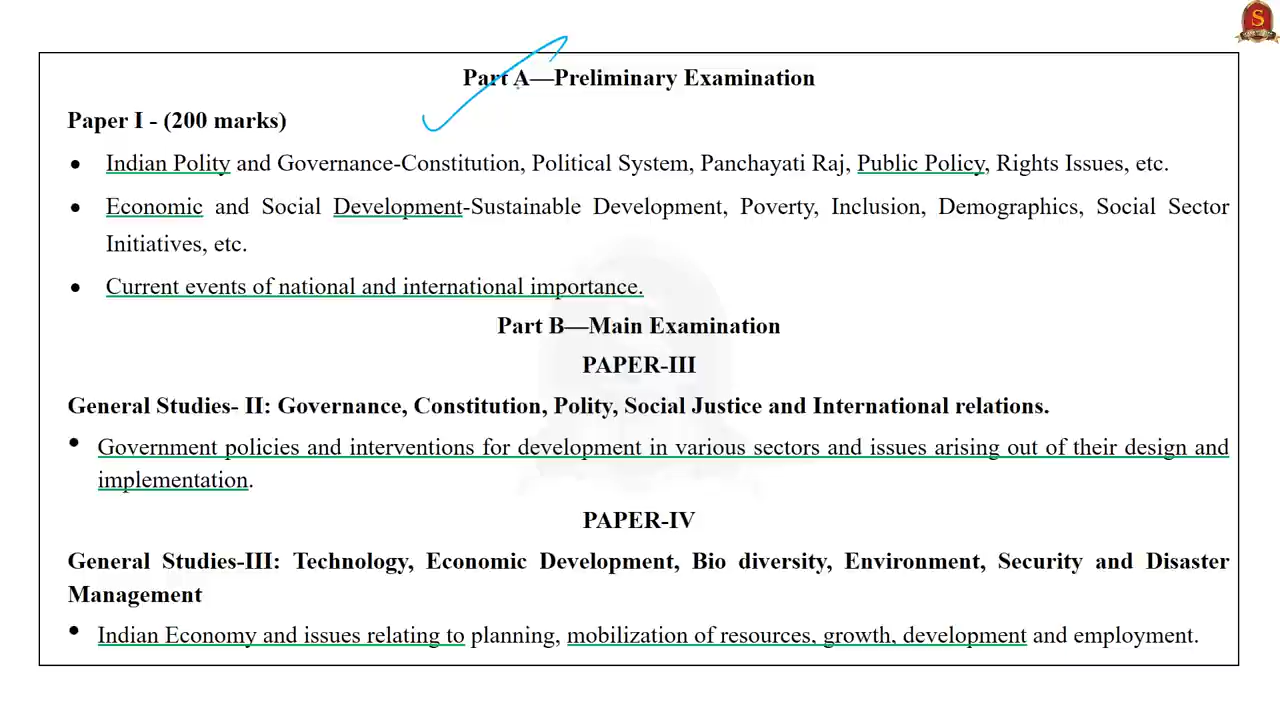 S
Part A—Preliminary Examination
Paper I - (200 marks)
• Indian Polity and Governance-Constitution, Political System, Panchayati Raj, Public Policy, Rights Issues, etc.
• Economic and Social Development-Sustainable Development, Poverty, Inclusion, Demographics, Social Sector
Initiatives, etc.
• Current events of national and international importance.
Part B—Main Examination
PAPER-III
General Studies- II: Governance, Constitution, Polity, Social Justice and International relations.
• Government policies and interventions for development in various sectors and issues arising out of their design and
implementation.
PAPER-IV
General Studies-III: Technology, Economic Development, Bio diversity, Environment, Security and Disaster
Management
• Indian Economy and issues relating to planning, mobilization of resources, growth, development and employment.